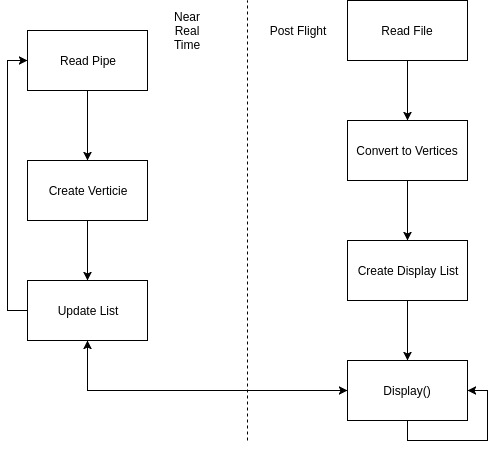 Near
Real
Time
Post Flight
Read File
Read Pipe
Convert to Vertices
Create Verticie
Create Display List
Update List
Display()